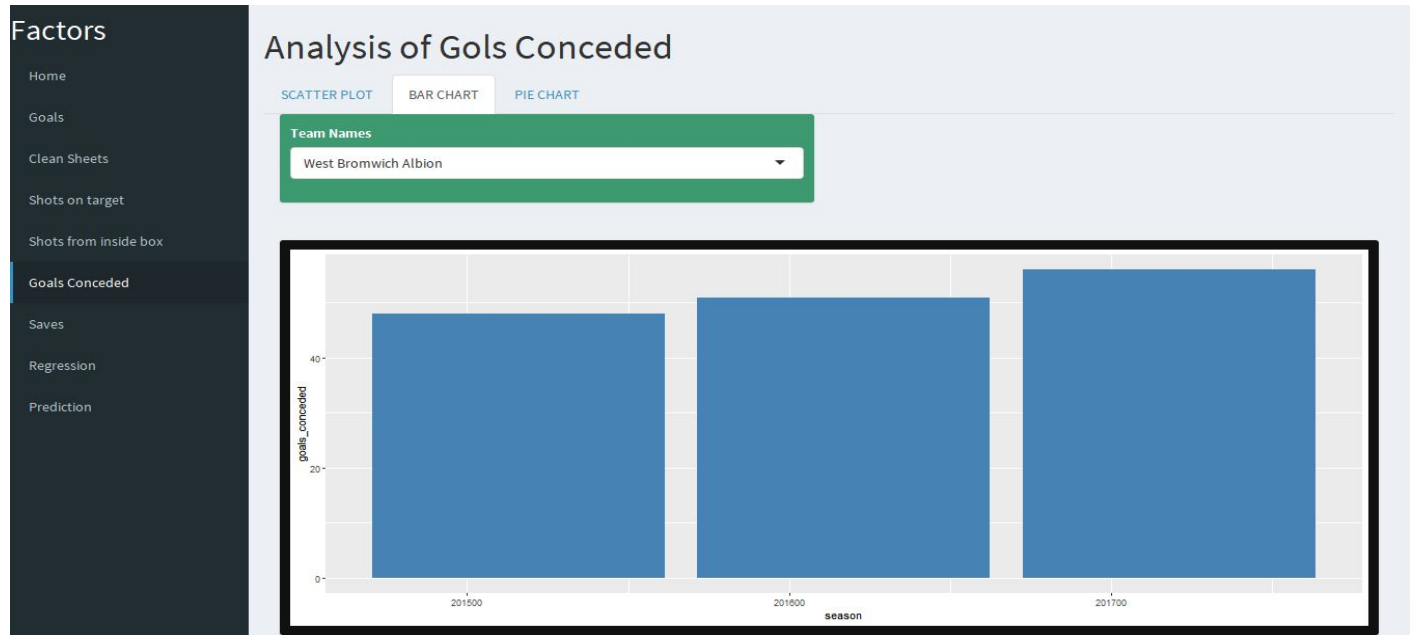 Factors
Home
Goals
Clean Sheets
Shots on target
Shots from inside box
Goals Conceded
Saves
Regression
Prediction
Analysis of Gols Conceded
SCATTER PLOT BAR CHART PIE CHART
Team Names
West Bromwich Albion
goals_conceded
40
20
0
201500 201600 201700
season